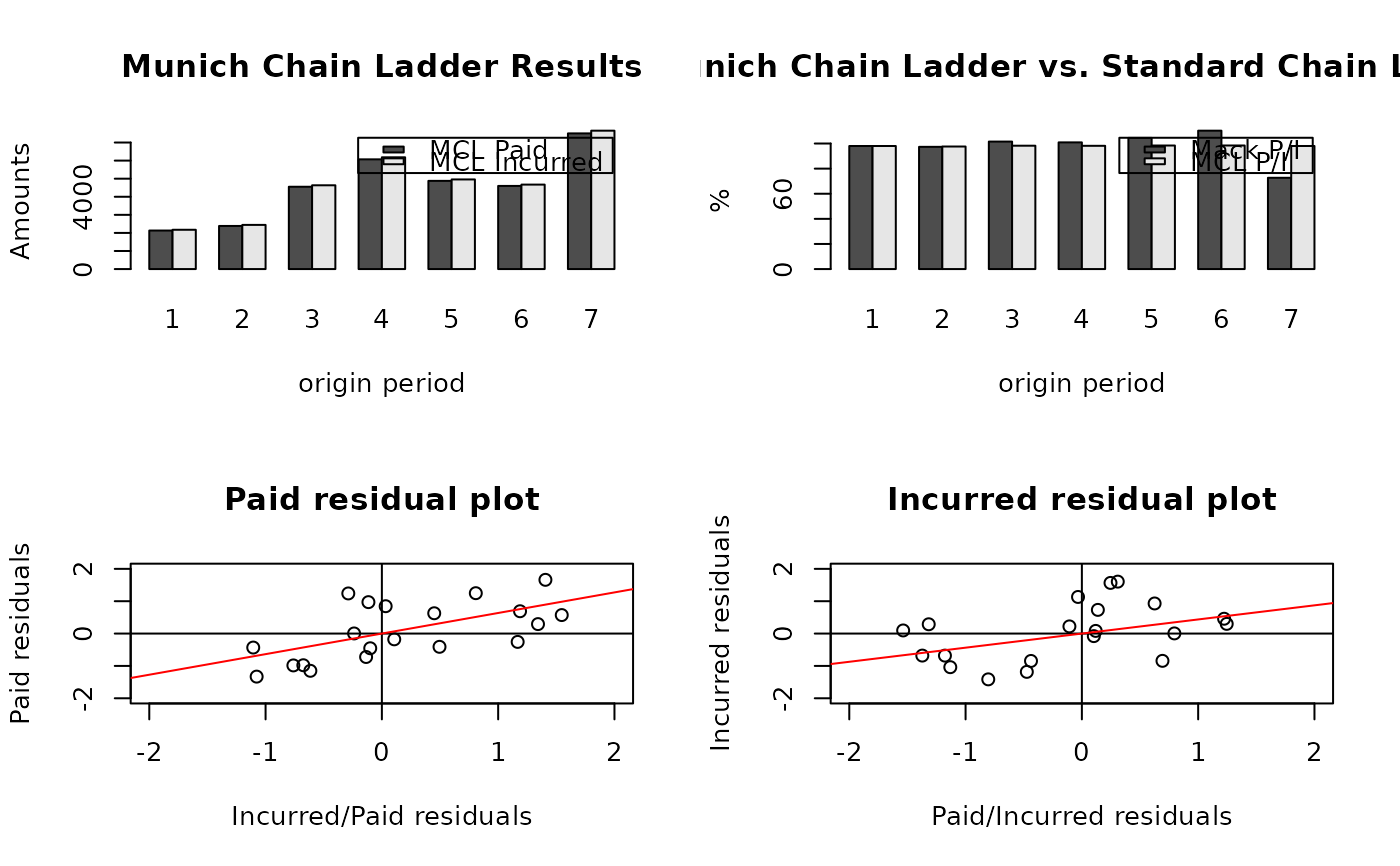 Munich Chain Ladder Results
Amounts
4000
0
MCL Paid
MCL Incurred
1 2 3 4 5 6 7
origin period
nich Chain Ladder vs. Standard Chain L
%
60
0
Mack P/I
MCL P/I
1 2 3 4 5 6 7
origin period
Paid residual plot
Paid residuals
2
0
-2
-2 -1 0 1 2
Incurred/Paid residuals
Incurred residual plot
Incurred residuals
2
0
-2
-2 -1 0 1 2
Paid/Incurred residuals